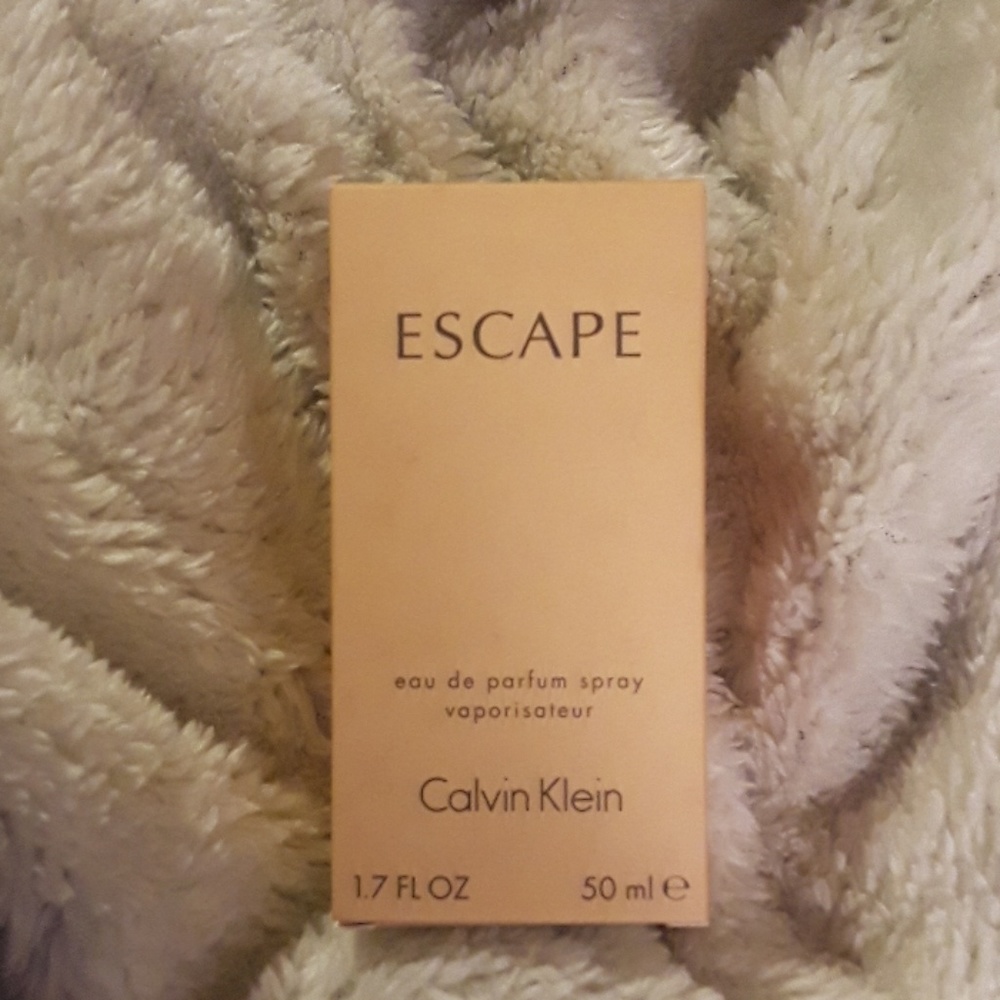 ESCAPE
eau de parfum spray
vaporisateur
Calvin Klein
1.7 FL OZ 50 ml ℮